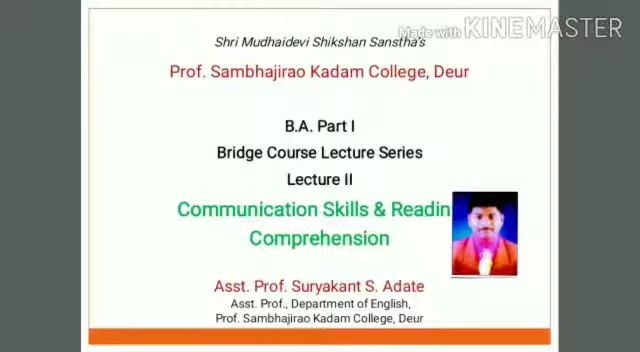 Made with KINEMASTER
Shri Mudhaidevi Shikshan Sanstha's
Prof. Sambhajirao Kadam College, Deur
B.A. Part I
Bridge Course Lecture Series
Lecture II
Communication Skills & Readin
Comprehension
Asst. Prof. Suryakant S. Adate
Asst. Prof., Department of English,
Prof. Sambhajirao Kadam College, Deur